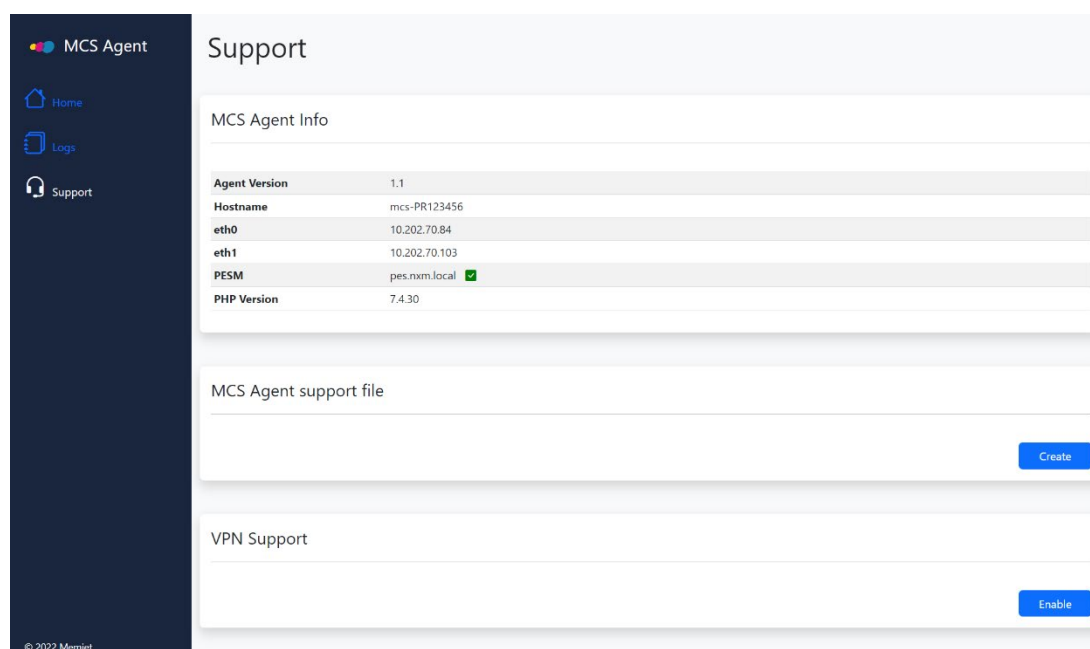 MCS Agent
Home
Logs
Support
Support
MCS Agent Info
Agent Version 1.1
Hostname mcs-PR123456
eth0 10.202.70.84
eth1 10.202.70.103
PESM pes.nxm.local
PHP Version 7.4.30
MCS Agent support file
Create
VPN Support
Enable
© 2022 Memjet